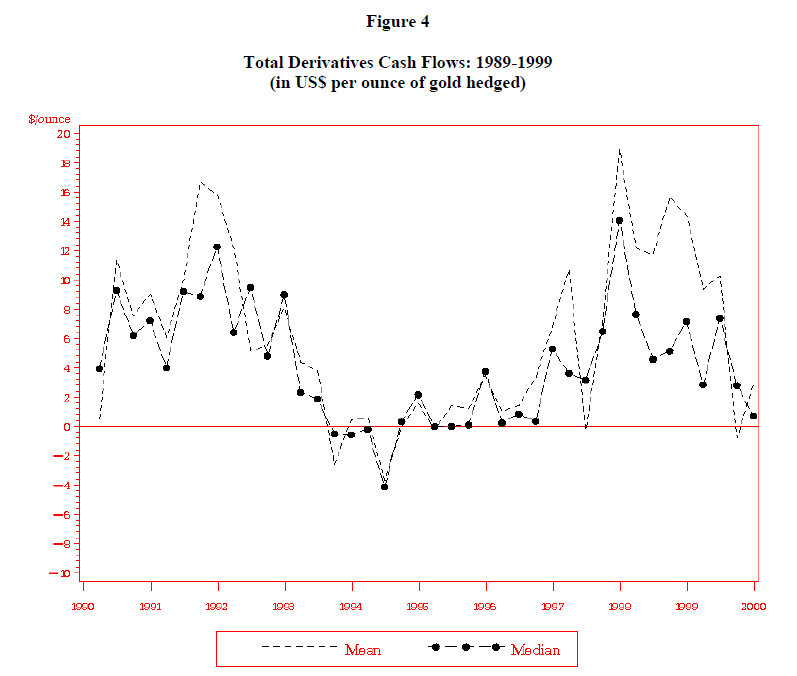 Figure 4
Total Derivatives Cash Flows: 1989-1999
(in US$ per ounce of gold hedged)
$/ounce
20
18
16
14
12
10
8
6
4
2
0
-2
-4
-6
-8
-10
1990 1991 1992 1993 1994 1995 1996 1997 1998 1999 2000
Mean Median